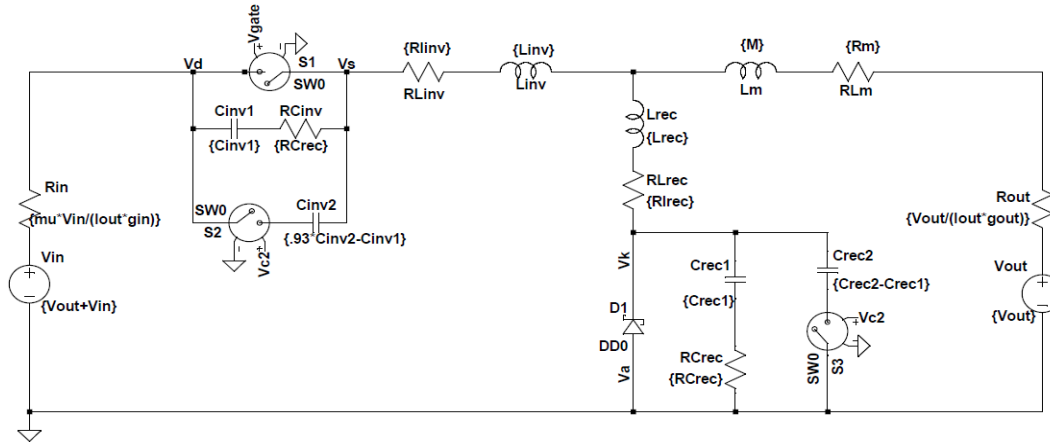 Vgate
+
-
Vd
S1
SW0
Vs
{Rlinv}
RLinv
{Linv}
Linv
{M}
Lm
{Rm}
RLm
Cinv1
{Cinv1}
RCinv
{RCrec}
Lrec
{Lrec}
RLrec
{Rlrec}
Rin
{mu*Vin/(Iout*gin)}
SW0
S2
-
+
Vc2
Cinv2
{.93*Cinv2-Cinv1}
Rout
{Vout/(Iout*gout)}
Vin
+
-
{Vout+Vin}
Vk
D1
DD0
Va
Crec1
{Crec1}
RCrec
{RCrec}
Crec2
{Crec2-Crec1}
+
-
Vc2
SW0
S3
Vout
+
-
{Vout}